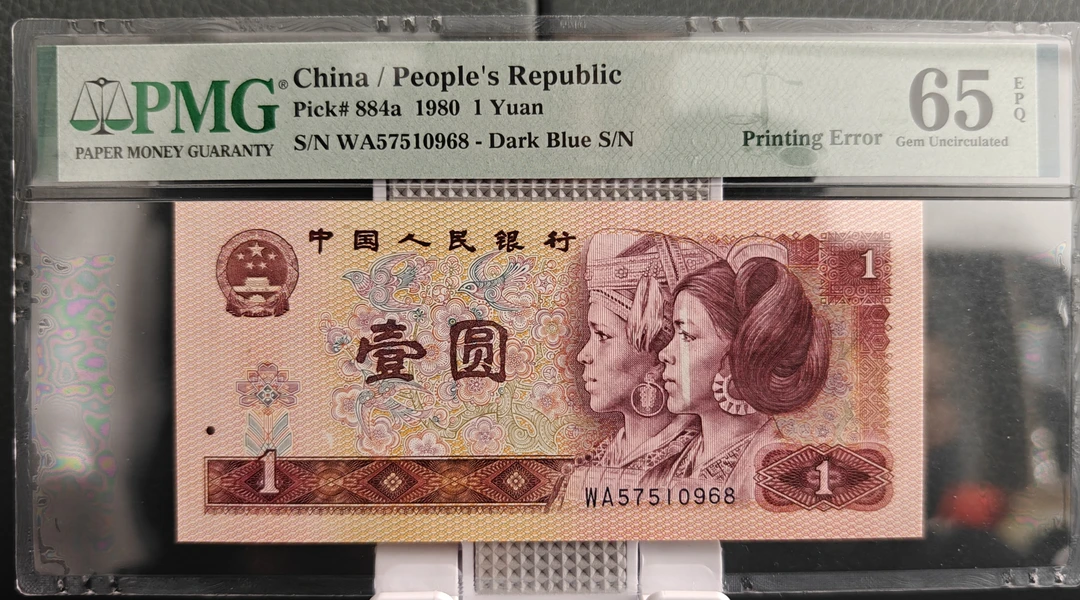 PMG®
PAPER MONEY GUARANTY
China / People's Republic
Pick# 884a 1980 1 Yuan
S/N WA57510968 - Dark Blue S/N
Printing Error
65
EPQ
Gem Uncirculated
中国人民银行
1
壹圆
1
1
WA57510968